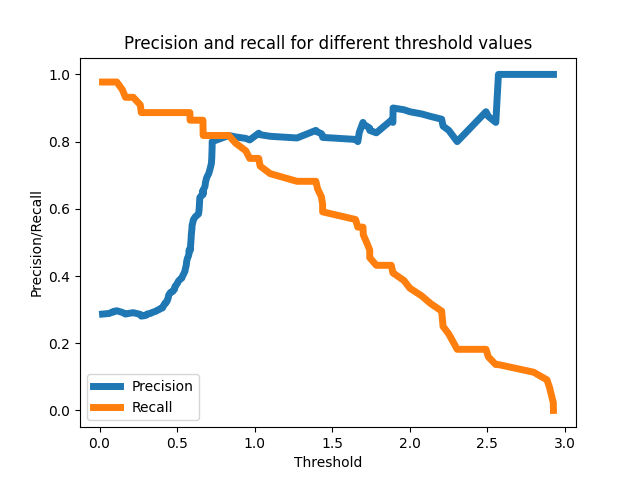 Precision and recall for different threshold values
1.0
0.8
0.6
0.4
0.2
0.0
Precision/Recall
Precision
Recall
0.0 0.5 1.0 1.5 2.0 2.5 3.0
Threshold